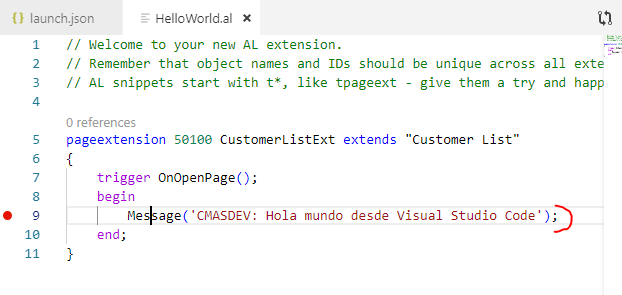 {} launch.json HelloWorld.al ×
1 // Welcome to your new AL extension.
2 // Remember that object names and IDs should be unique across all exte
3 // AL snippets start with t*, like tpageext - give them a try and happ
4
0 references
5 pageextension 50100 CustomerListExt extends "Customer List"
6 {
7 trigger OnOpenPage();
8 begin
9 Message('CMASDEV: Hola mundo desde Visual Studio Code');
10 end;
11 }